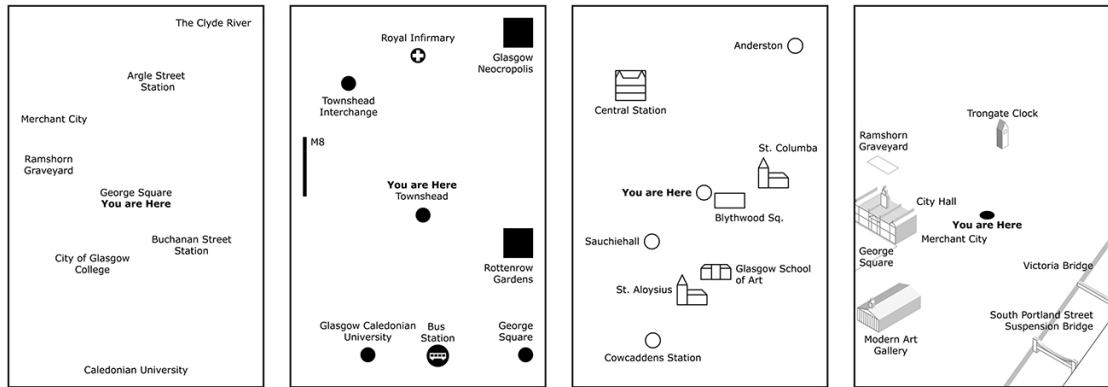 The Clyde River
Argle Street
Station
Merchant City
Ramshorn
Graveyard
George Square
You are Here
Buchanan Street
Station
City of Glasgow
College
Caledonian University
Royal Infirmary
Glasgow
Neocropolis
Townshead
Interchange
M8
You are Here
Townshead
Rottenrow
Gardens
Glasgow Caledonian
University
Bus
Station
George
Square
Anderston
Central Station
St. Columba
You are Here
Blythwood Sq.
Sauchiehall
Glasgow School
of Art
St. Aloysius
Cowcaddens Station
Trongate Clock
Ramshorn
Graveyard
City Hall
You are Here
Merchant City
George
Square
Victoria Bridge
South Portland Street
Suspension Bridge
Modern Art
Gallery